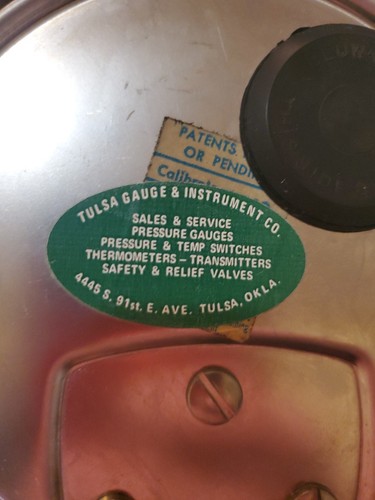 PATENTS
OR PENDI
Calib
TULSA GAUGE & INSTRUMENT CO.
SALES & SERVICE
PRESSURE GAUGES
PRESSURE & TEMP SWITCHES
THERMOMETERS – TRANSMITTERS
SAFETY & RELIEF VALVES
4445 S. 91st. E. AVE. TULSA, OKLA.